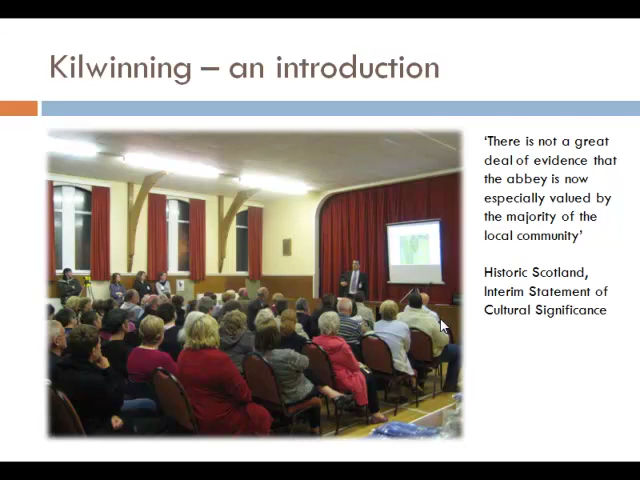 Kilwinning – an introduction
‘There is not a great
deal of evidence that
the abbey is now
especially valued by
the majority of the
local community’
Historic Scotland,
Interim Statement of
Cultural Significance